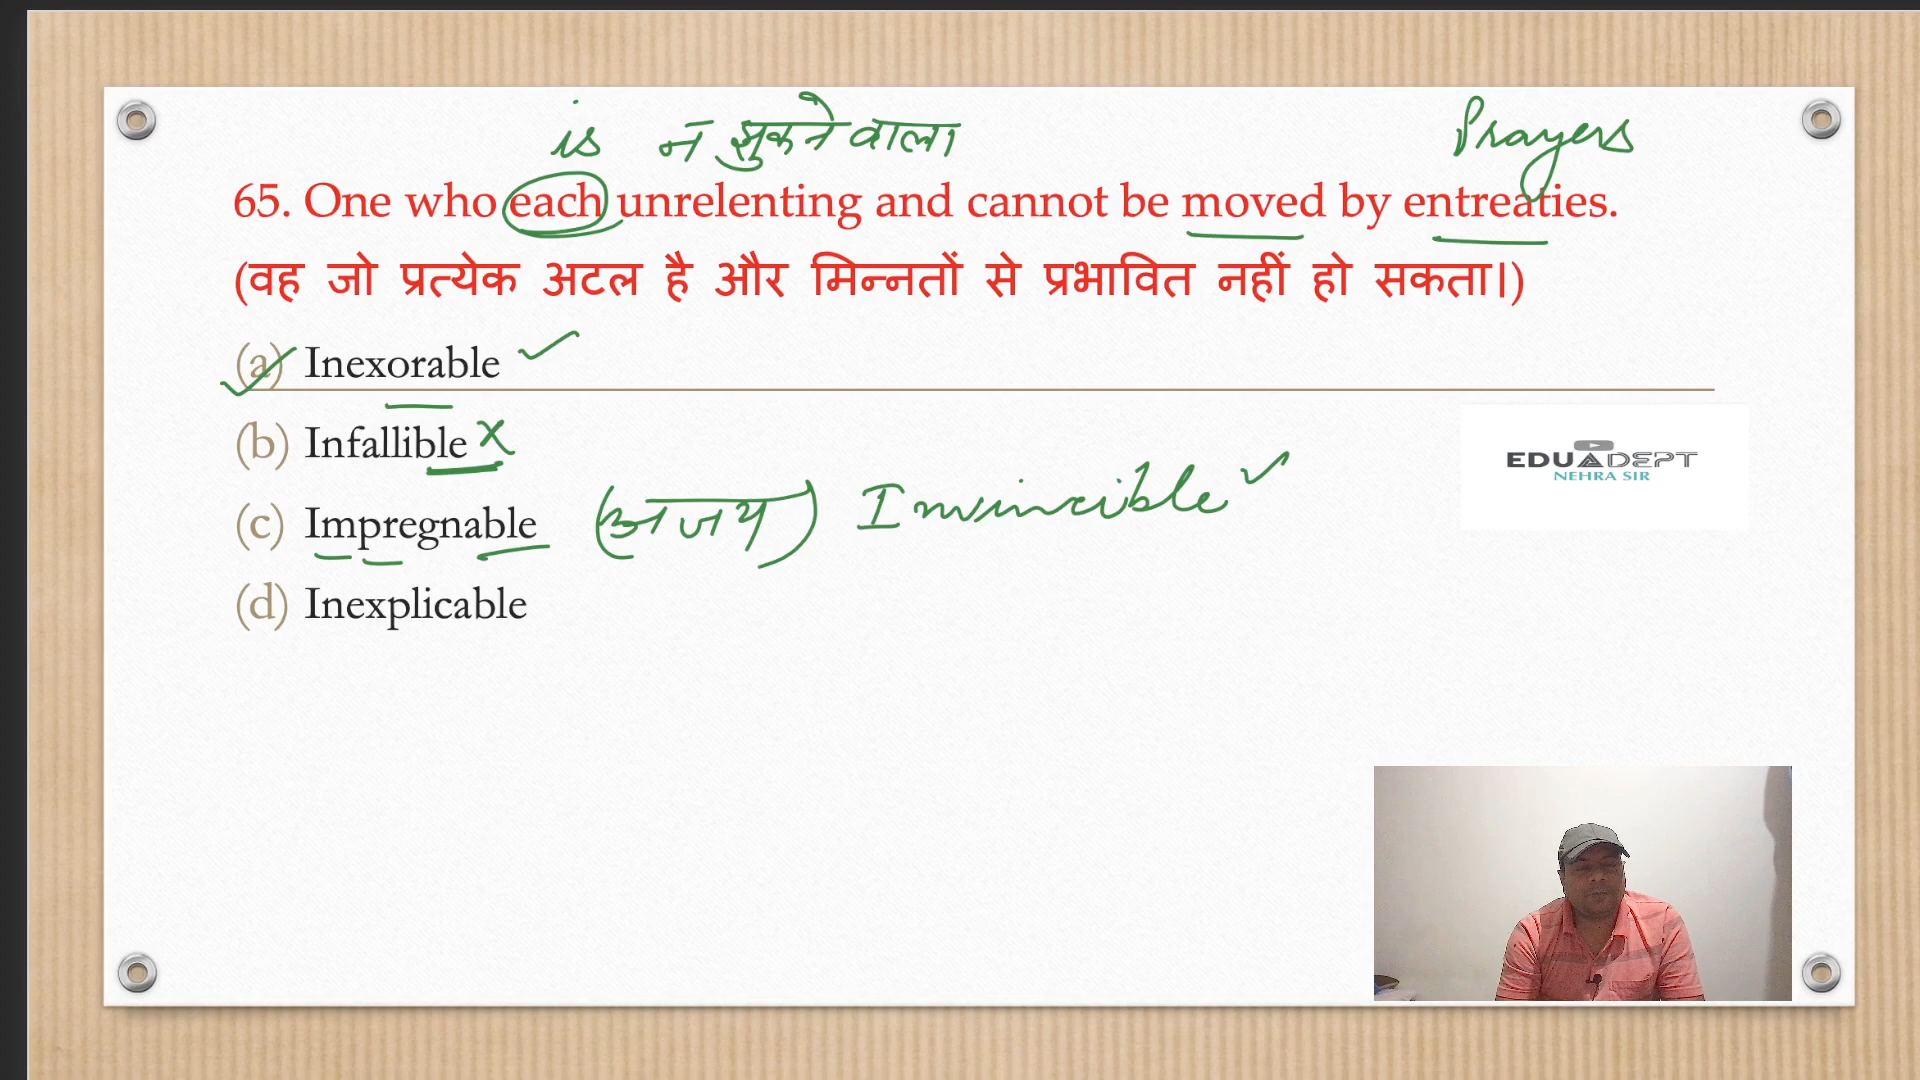 is न झुकने वाला Prayers
65. One who each unrelenting and cannot be moved by entreaties.
(वह जो प्रत्येक अटल है और मिन्नतों से प्रभावित नहीं हो सकता।)
(a) Inexorable
(b) Infallible
(c) Impregnable (अजय) Invincible
(d) Inexplicable
EDUADEPT
NEHRA SIR